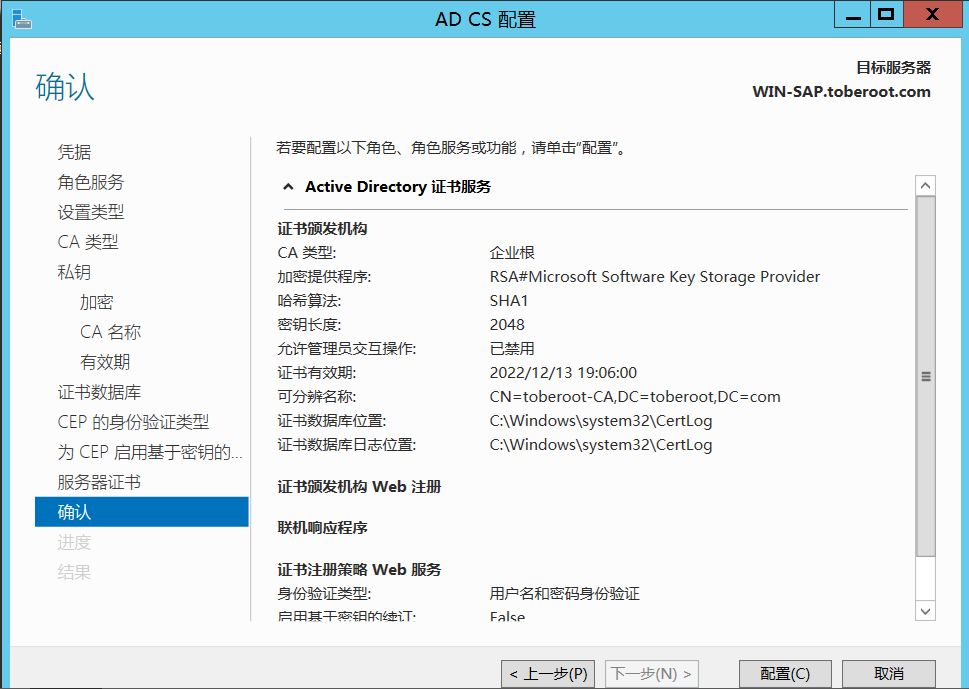 AD CS 配置
确认
目标服务器
WIN-SAP.toberoot.com
凭据
角色服务
设置类型
CA 类型
私钥
加密
CA 名称
有效期
证书数据库
CEP 的身份验证类型
为 CEP 启用基于密钥的...
服务器证书
确认
进度
结果
若要配置以下角色、角色服务或功能，请单击“配置”。
Active Directory 证书服务
证书颁发机构
CA 类型: 企业根
加密提供程序: RSA#Microsoft Software Key Storage Provider
哈希算法: SHA1
密钥长度: 2048
允许管理员交互操作: 已禁用
证书有效期: 2022/12/13 19:06:00
可分辨名称: CN=toberoot-CA,DC=toberoot,DC=com
证书数据库位置: C:\Windows\system32\CertLog
证书数据库日志位置: C:\Windows\system32\CertLog
证书颁发机构 Web 注册
联机响应程序
证书注册策略 Web 服务
身份验证类型: 用户名和密码身份验证
启用基于密钥的续订: False
< 上一步(P)
下一步(N) >
配置(C)
取消